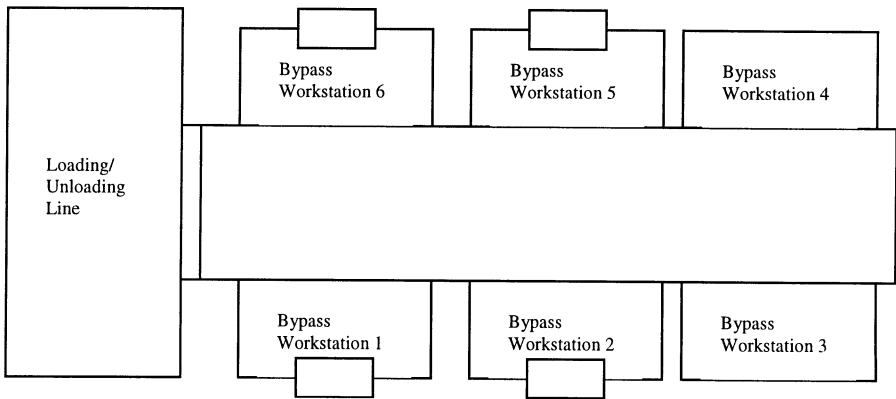 Bypass
Workstation 6
Bypass
Workstation 5
Bypass
Workstation 4
Loading/
Unloading
Line
Bypass
Workstation 1
Bypass
Workstation 2
Bypass
Workstation 3